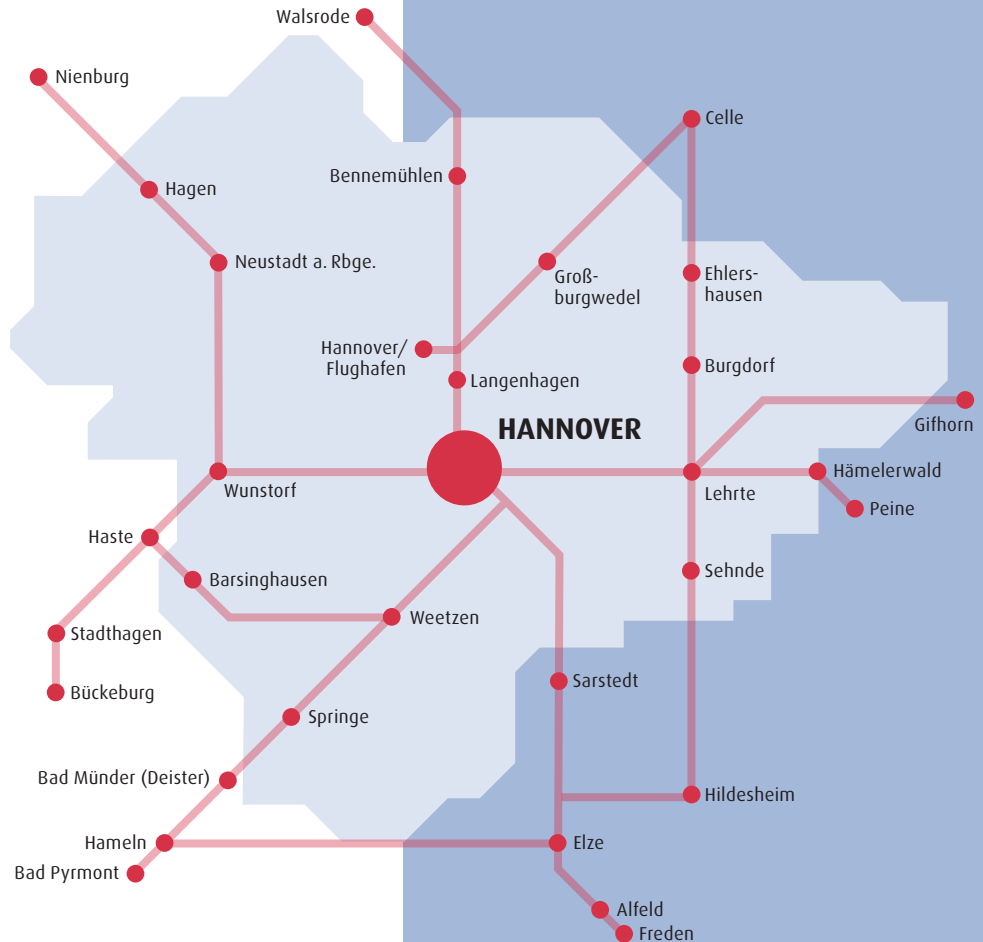 Walsrode
Nienburg
Celle
Bennemühlen
Hagen
Neustadt a. Rbge.
Groß-
burgwedel
Ehlers-
hausen
Hannover/
Flughafen
Langenhagen
Burgdorf
HANNOVER
Gifhorn
Wunstorf
Lehrte
Hämelerwald
Peine
Haste
Barsinghausen
Sehnde
Weetzen
Stadthagen
Sarstedt
Bückeburg
Springe
Bad Münder (Deister)
Hildesheim
Hameln
Elze
Bad Pyrmont
Alfeld
Freden